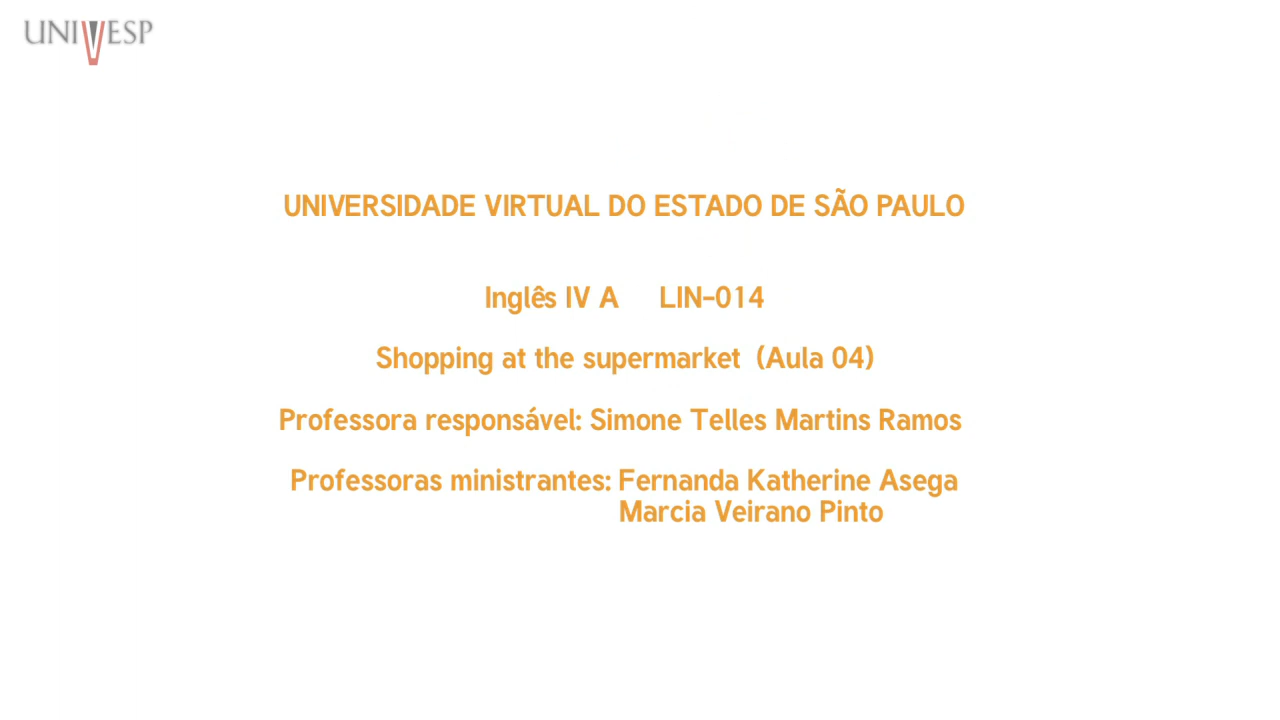 UNIVESP
UNIVERSIDADE VIRTUAL DO ESTADO DE SÃO PAULO
Inglês IV A LIN-014
Shopping at the supermarket (Aula 04)
Professora responsável: Simone Telles Martins Ramos
Professoras ministrantes: Fernanda Katherine Asega
Marcia Veirano Pinto